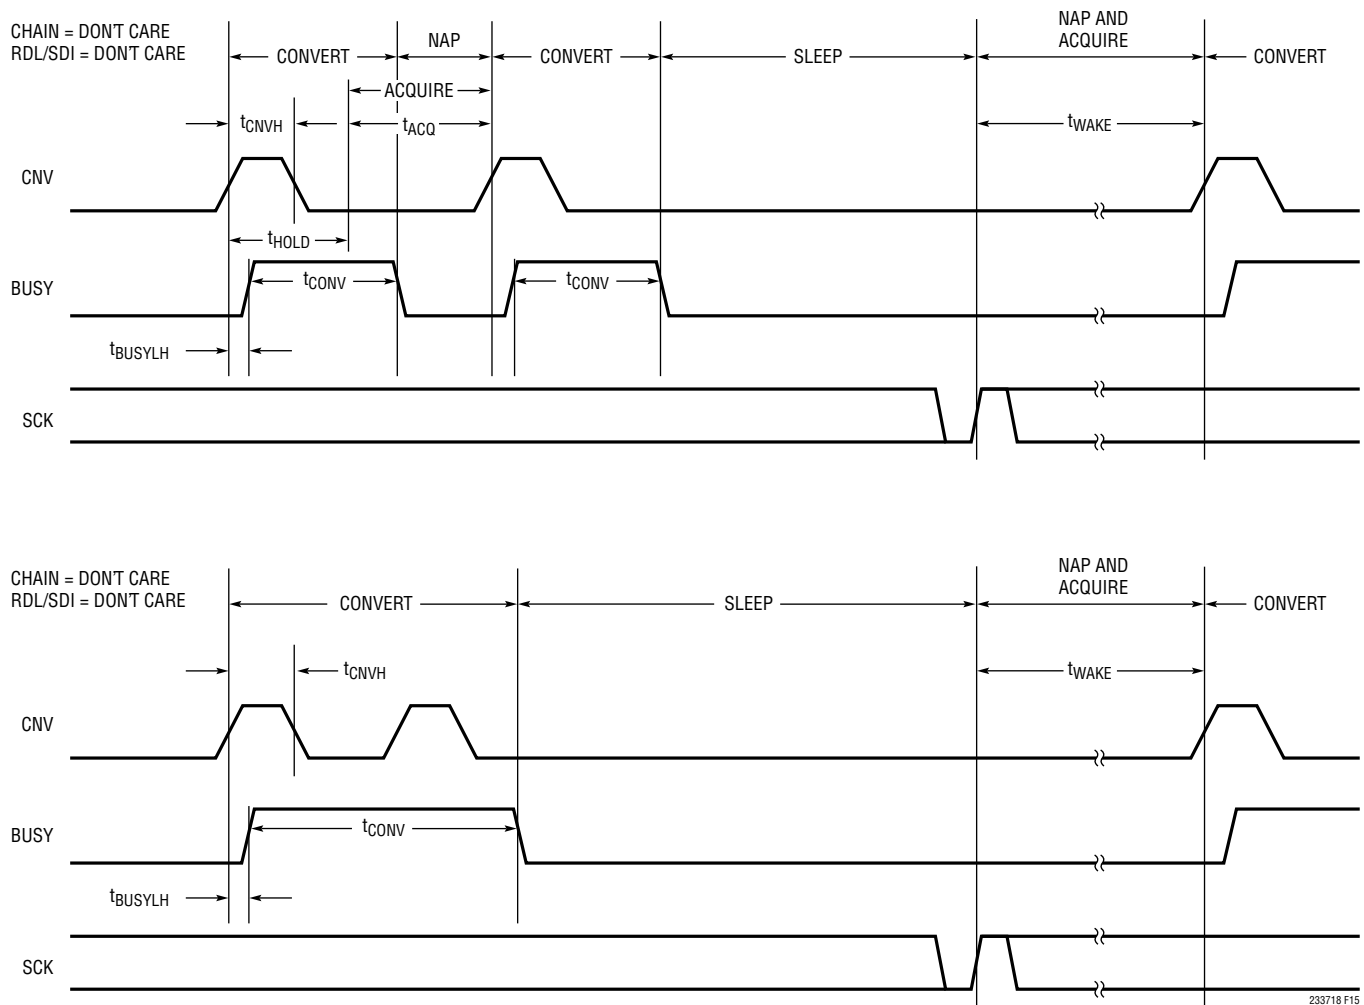 CHAIN = DON'T CARE
RDL/SDI = DON'T CARE
CONVERT
NAP
CONVERT
SLEEP
NAP AND
ACQUIRE
CONVERT
ACQUIRE
tCNVH
tACQ
tWAKE
CNV
tHOLD
BUSY
tCONV
tCONV
tBUSYLH
SCK
CHAIN = DON'T CARE
RDL/SDI = DON'T CARE
CONVERT
SLEEP
NAP AND
ACQUIRE
CONVERT
tCNVH
tWAKE
CNV
BUSY
tCONV
tBUSYLH
SCK
233718 F15